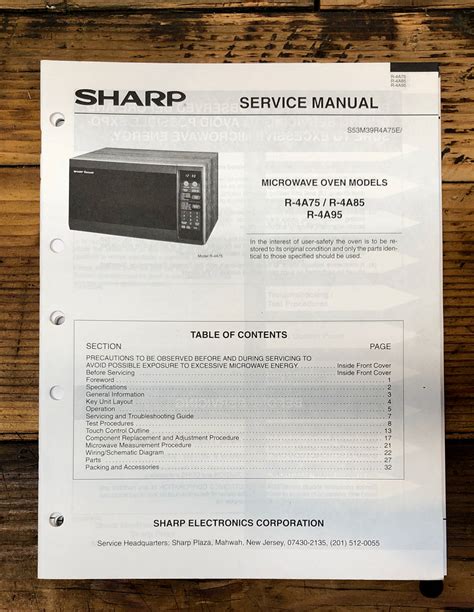 R-4A75
R-4A85
R-4A95
SHARP SERVICE MANUAL
S53M39R4A75E/
MICROWAVE OVEN MODELS
R-4A75 / R-4A85
R-4A95
In the interest of user-safety the oven is to be re-
stored to its original condition and only the parts iden-
tical to those specified should be used.
Model R-4A75
TABLE OF CONTENTS
SECTION PAGE
PRECAUTIONS TO BE OBSERVED BEFORE AND DURING SERVICING TO
AVOID POSSIBLE EXPOSURE TO EXCESSIVE MICROWAVE ENERGY Inside Front Cover
Before Servicing Inside Front Cover
Foreword 1
Specifications 2
General Information 3
Key Unit Layout 4
Operation 5
Servicing and Troubleshooting Guide 7
Test Procedures 8
Touch Control Outline 13
Component Replacement and Adjustment Procedure 17
Microwave Measurement Procedure 21
Wiring/Schematic Diagram 22
Parts 27
Packing and Accessories 32
SHARP ELECTRONICS CORPORATION
Service Headquarters: Sharp Plaza, Mahwah, New Jersey, 07430-2135, (201) 512-0055